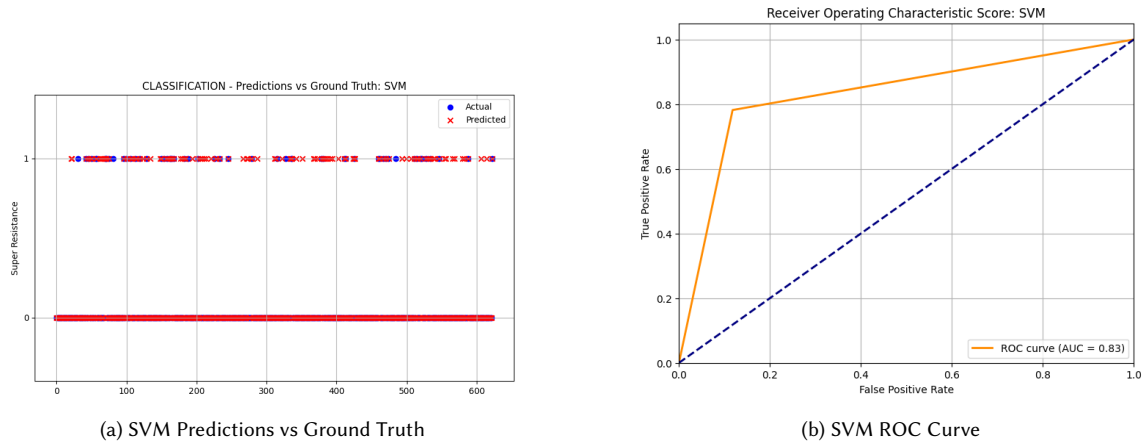 CLASSIFICATION - Predictions vs Ground Truth: SVM
Actual
Predicted
1
Super Resistance
0
0 100 200 300 400 500 600
(a) SVM Predictions vs Ground Truth
Receiver Operating Characteristic Score: SVM
1.0
0.8
0.6
True Positive Rate
0.4
0.2
0.0
ROC curve (AUC = 0.83)
0.0 0.2 0.4 0.6 0.8 1.0
False Positive Rate
(b) SVM ROC Curve